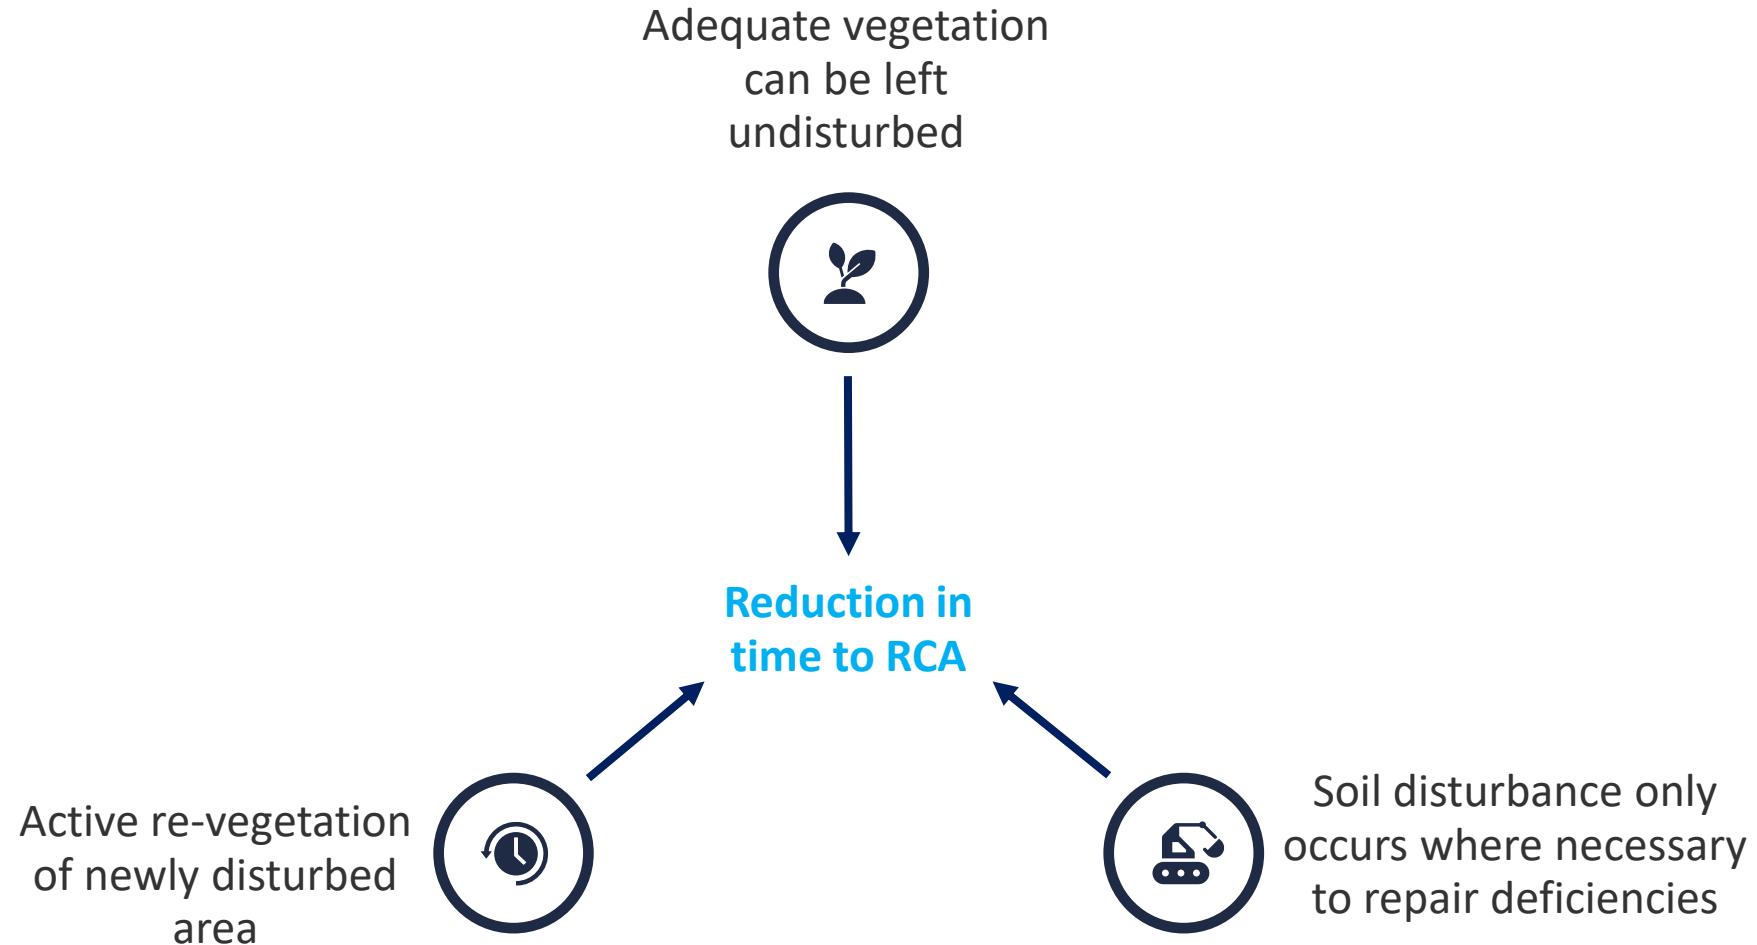 Adequate vegetation
can be left
undisturbed
Reduction in
time to RCA
Active re-vegetation
of newly disturbed
area
Soil disturbance only
occurs where necessary
to repair deficiencies